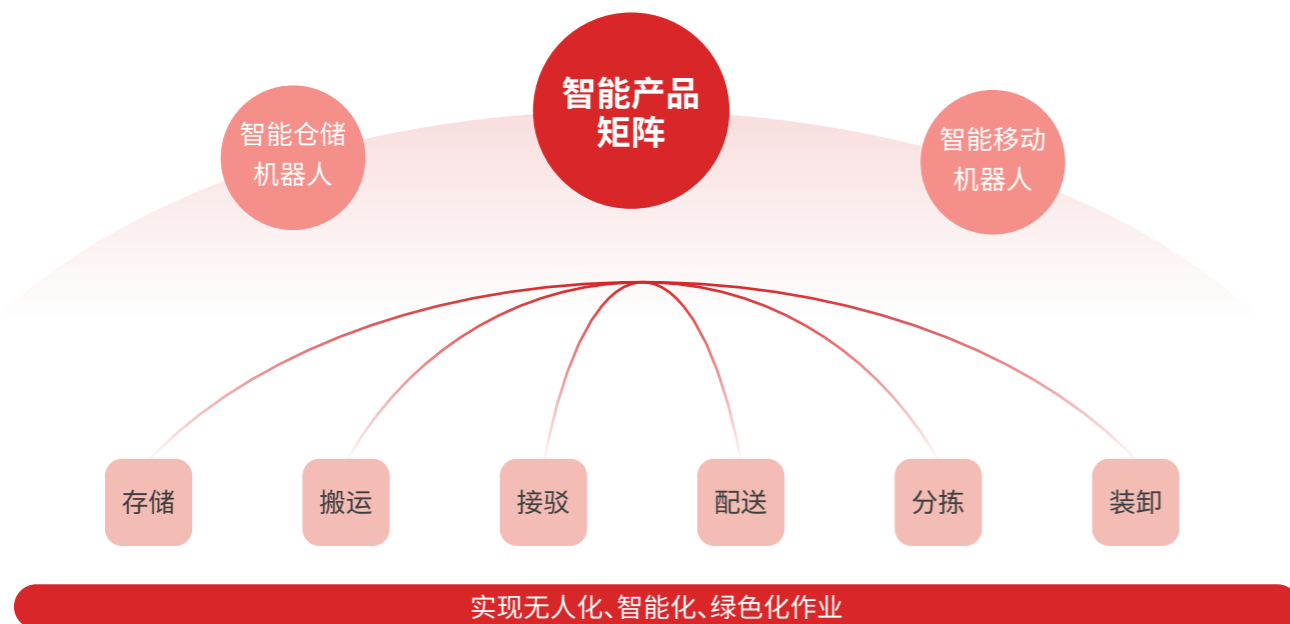 智能产品
矩阵
智能仓储
机器人
智能移动
机器人
存储
搬运
接驳
配送
分拣
装卸
实现无人化、智能化、绿色化作业